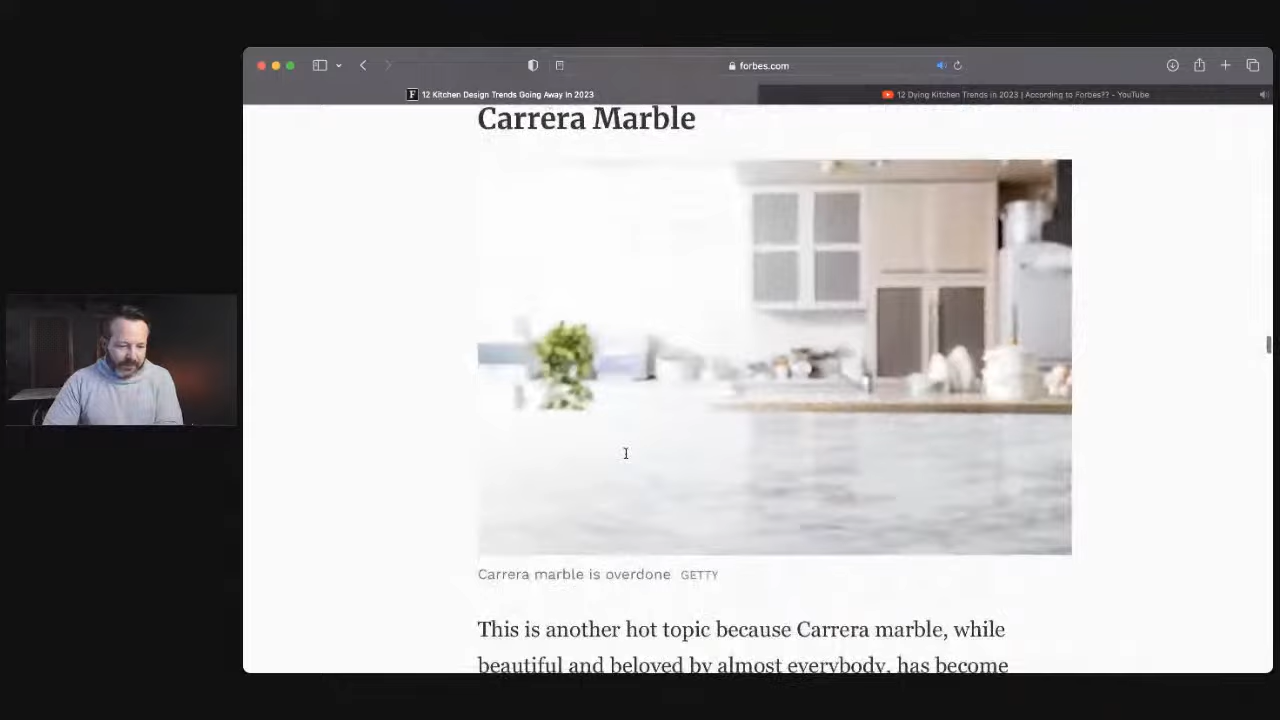 forbes.com
12 Kitchen Design Trends Going Away In 2023
12 Dying Kitchen Trends in 2023 | According to Forbes?? - YouTube
Carrera Marble
Carrera marble is overdone GETTY
This is another hot topic because Carrera marble, while
beautiful and beloved by almost everybody, has become